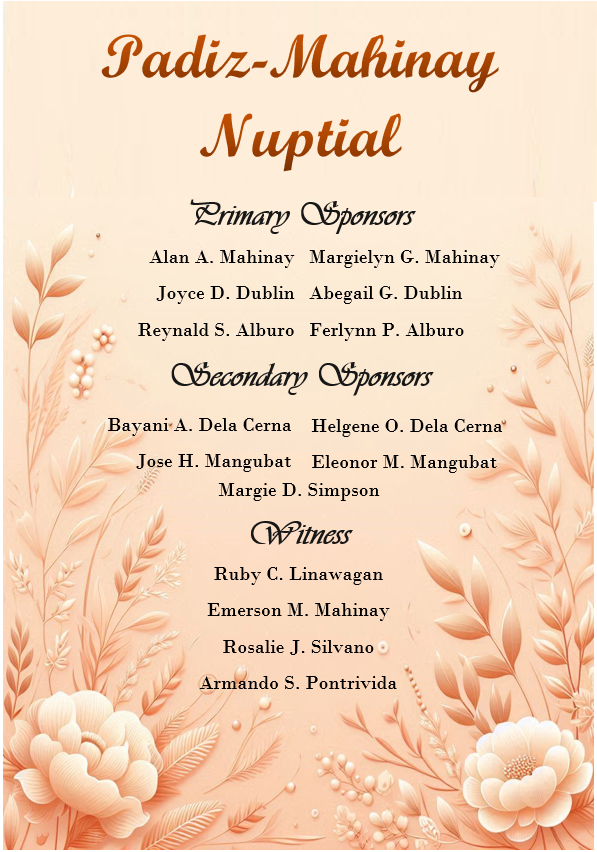 Padiz-Mahinay
Nuptial
Primary Sponsors
Alan A. Mahinay Margielyn G. Mahinay
Joyce D. Dublin Abegail G. Dublin
Reynald S. Alburo Ferlynn P. Alburo
Secondary Sponsors
Bayani A. Dela Cerna Helgene O. Dela Cerna
Jose H. Mangubat Eleonor M. Mangubat
Margie D. Simpson
Witness
Ruby C. Linawagan
Emerson M. Mahinay
Rosalie J. Silvano
Armando S. Pontrivida